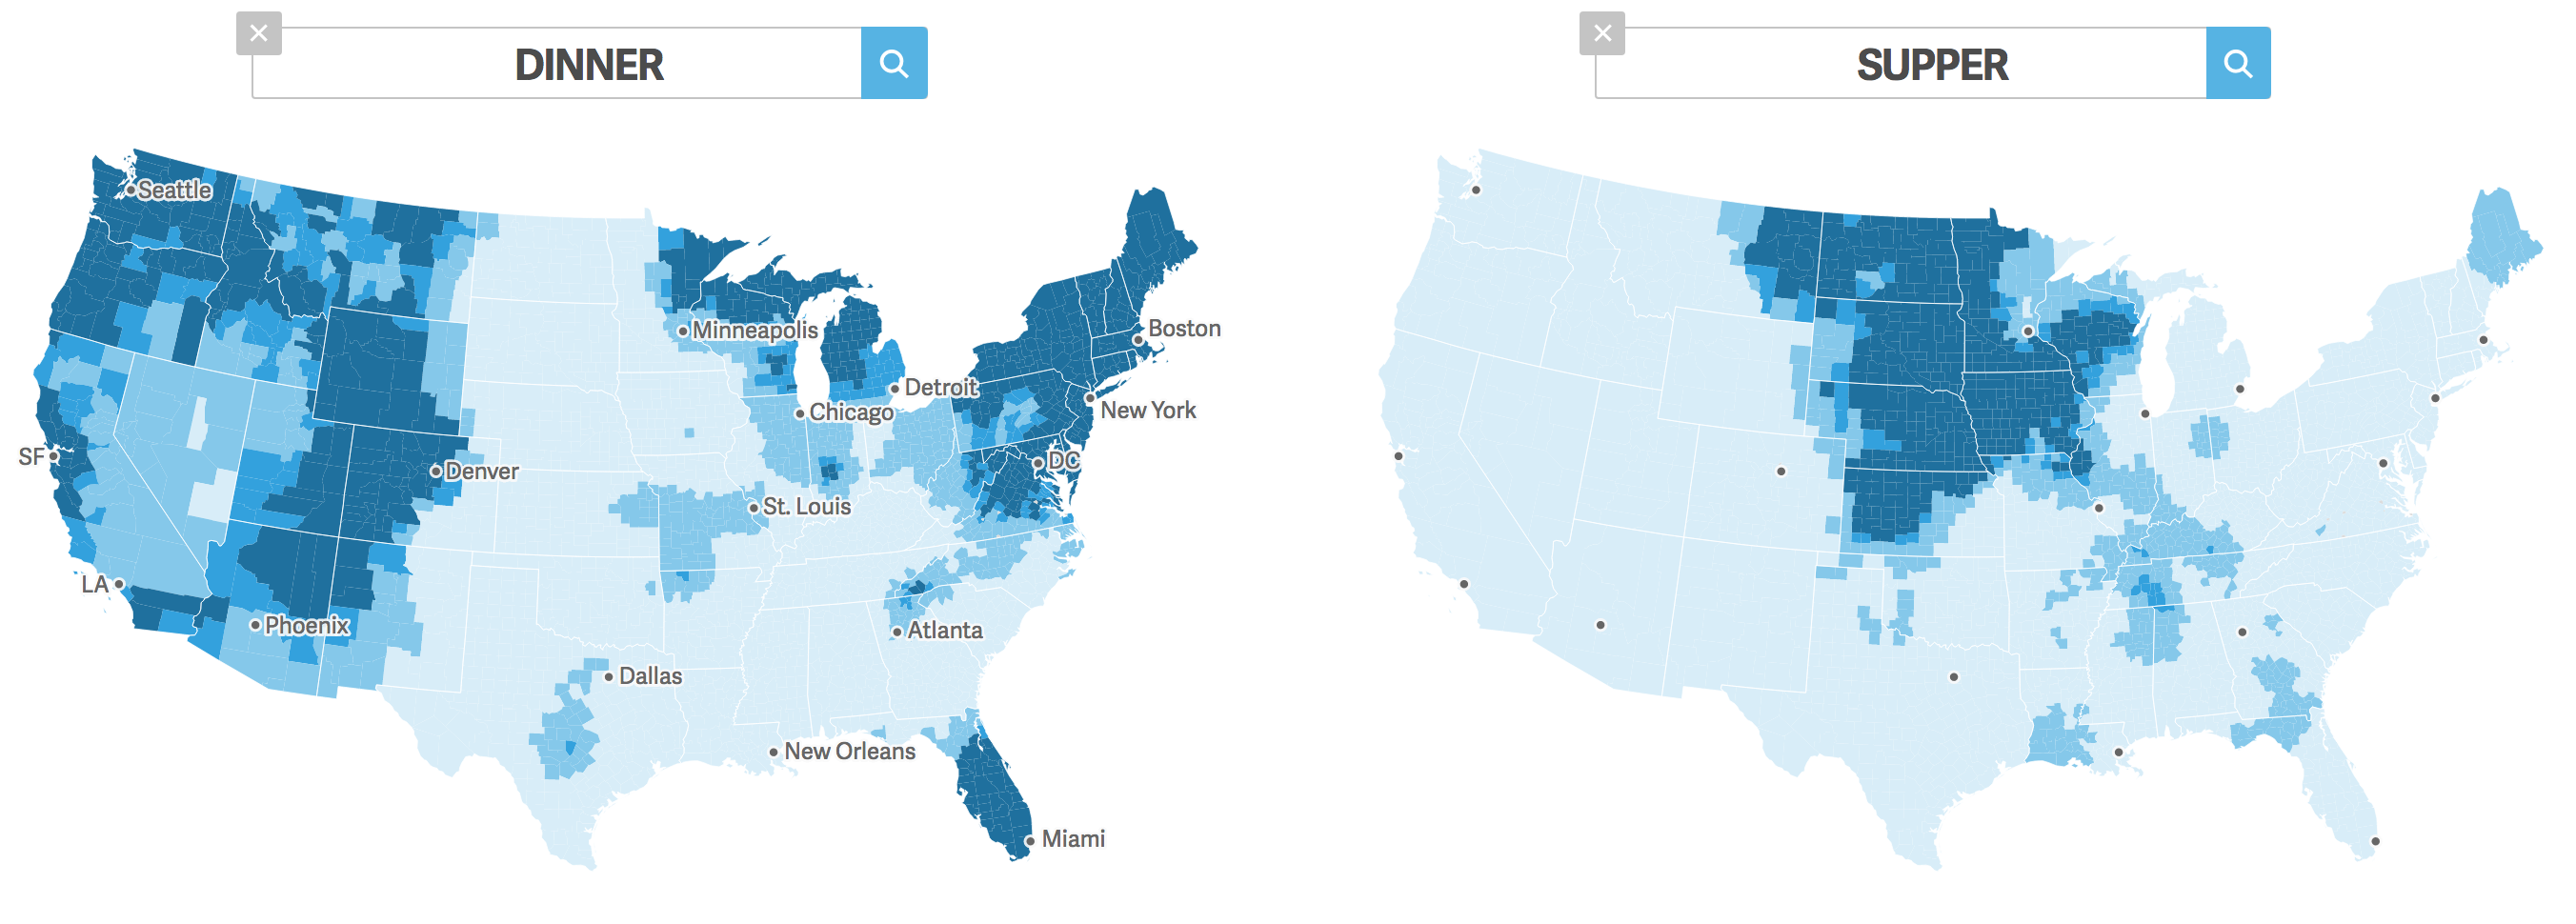 DINNER
SUPPER
Seattle
Minneapolis
Boston
Detroit
New York
Chicago
SF
Denver
DC
St. Louis
LA
Phoenix
Atlanta
Dallas
New Orleans
Miami